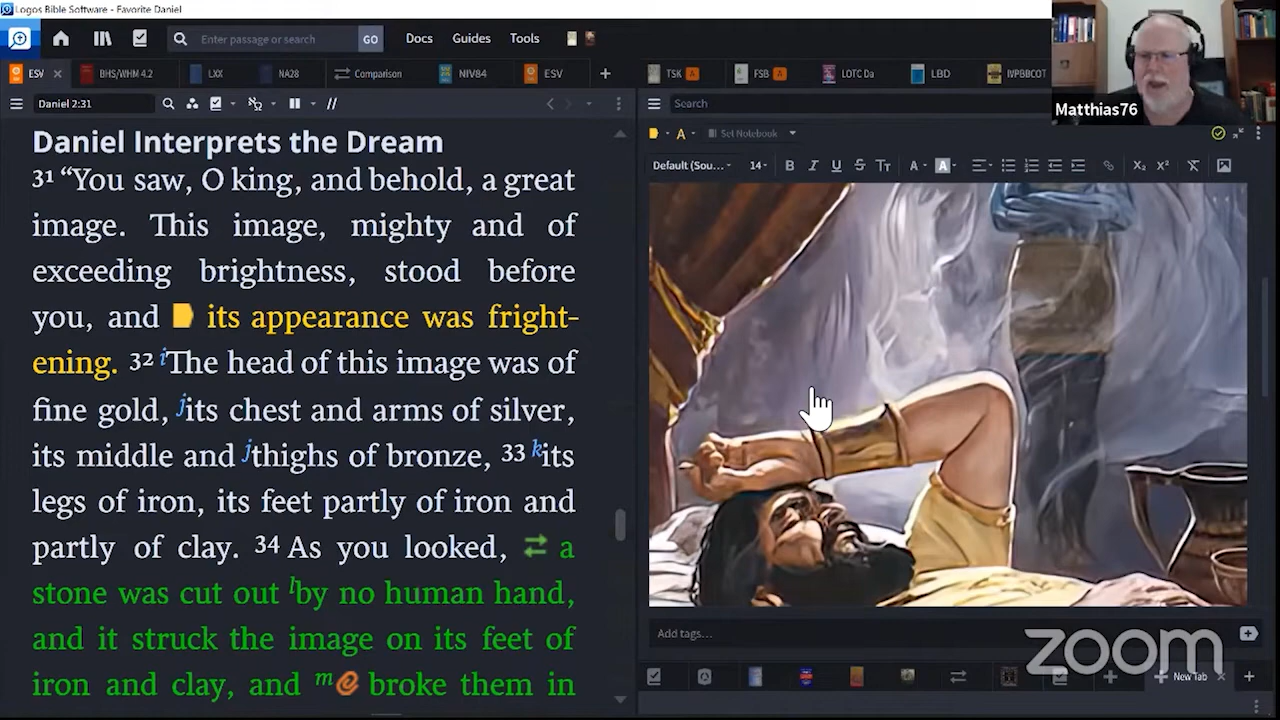 Logos Bible Software - Favorite Daniel
Enter passage or search GO Docs Guides Tools
ESV BHS/WHM 4.2 LXX NA28 Comparison NIV84 ESV
TSK A FSB A LOTC Da LBD IVPBBCOT
Daniel 2:31
Search
Matthias76
Set Notebook
Default (Sou... 14
Daniel Interprets the Dream
31 “You saw, O king, and behold, a great
image. This image, mighty and of
exceeding brightness, stood before
you, and its appearance was fright-
ening. 32 iThe head of this image was of
fine gold, jits chest and arms of silver,
its middle and jthighs of bronze, 33 kits
legs of iron, its feet partly of iron and
partly of clay. 34 As you looked, a
stone was cut out lby no human hand,
and it struck the image on its feet of
iron and clay, and m broke them in
Add tags...
zoom
New Tab